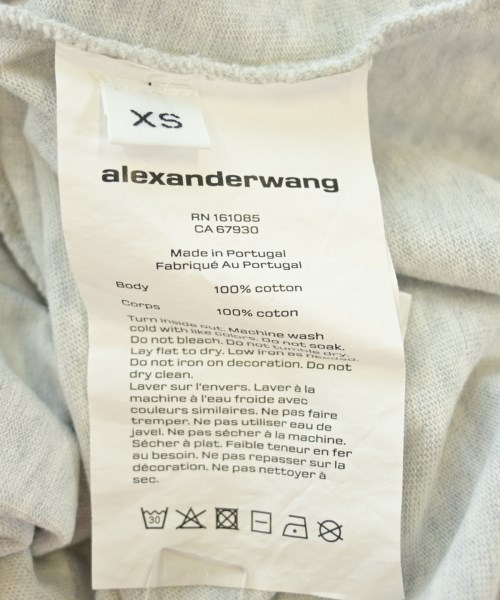 XS
alexanderwang
RN 161085
CA 67930
Made in Portugal
Fabriqué Au Portugal
Body 100% cotton
Corps 100% coton
Turn inside out. Machine wash
cold with like colors. Do not soak.
Do not bleach. Do not tumble dry.
Lay flat to dry. Low iron as needed.
Do not iron on decoration. Do not
dry clean.
Laver sur l'envers. Laver à la
machine à l'eau froide avec
couleurs similaires. Ne pas faire
tremper. Ne pas utiliser eau de
javel. Ne pas sécher à la machine.
Sécher à plat. Faible teneur en fer
au besoin. Ne pas repasser sur la
décoration. Ne pas nettoyer à
sec.
30